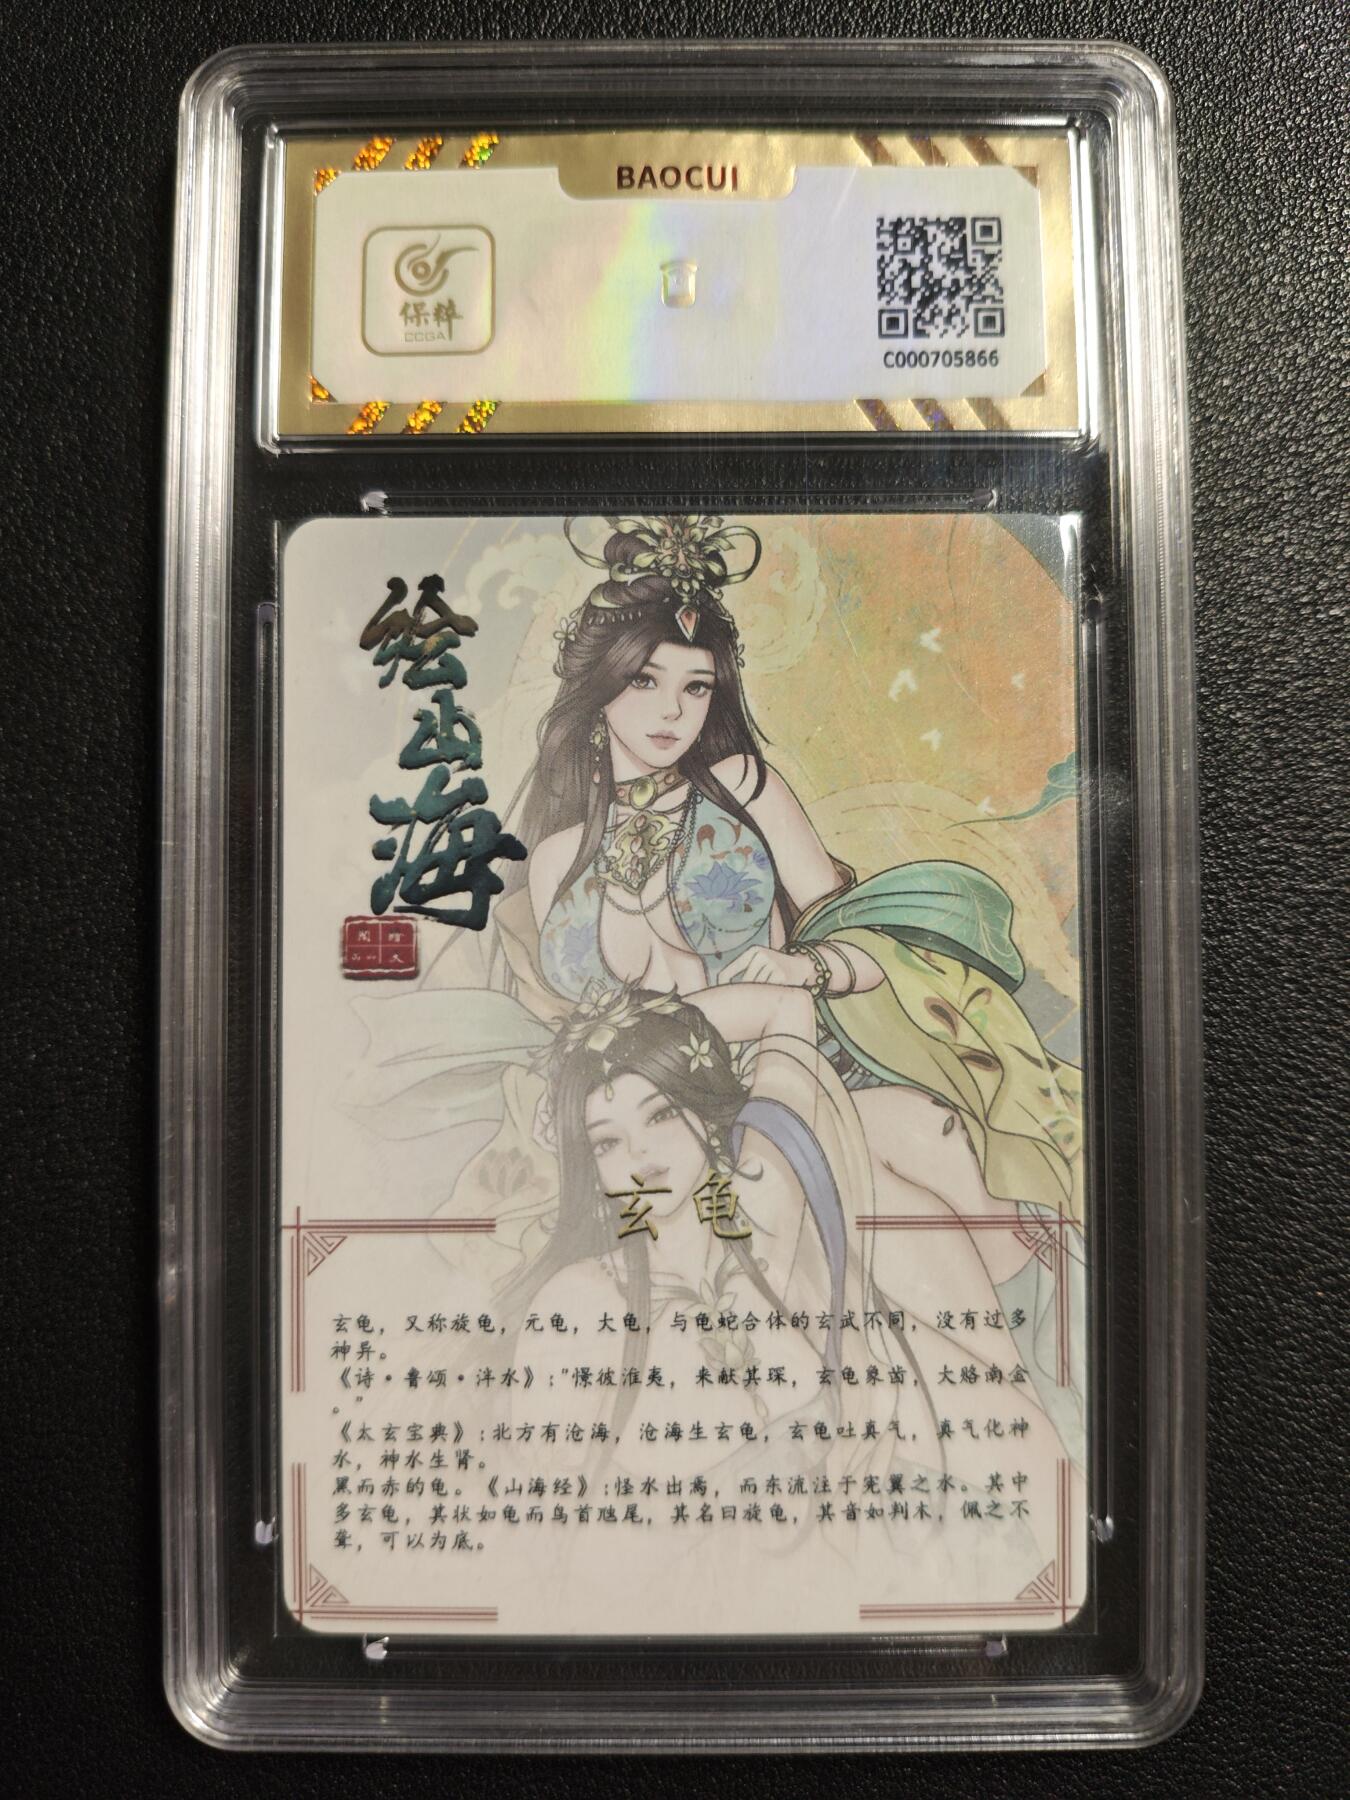 BAOCUI
保粹
CCGA
C000705866
绘山海
玄龟
玄龟，又称旋龟，元龟，大龟，与龟蛇合体的玄武不同，没有过多
神异。
《诗·鲁颂·泮水》:"憬彼淮夷，来献其琛，玄龟象齿，大赂南金
。"
《太玄宝典》:北方有沧海，沧海生玄龟，玄龟吐真气，真气化神
水，神水生肾。
黑而赤的龟。《山海经》:怪水出焉，而东流注于宪翼之水。其中
多玄龟，其状如龟而鸟首虺尾，其名曰旋龟，其音如判木，佩之不
聋，可以为底。